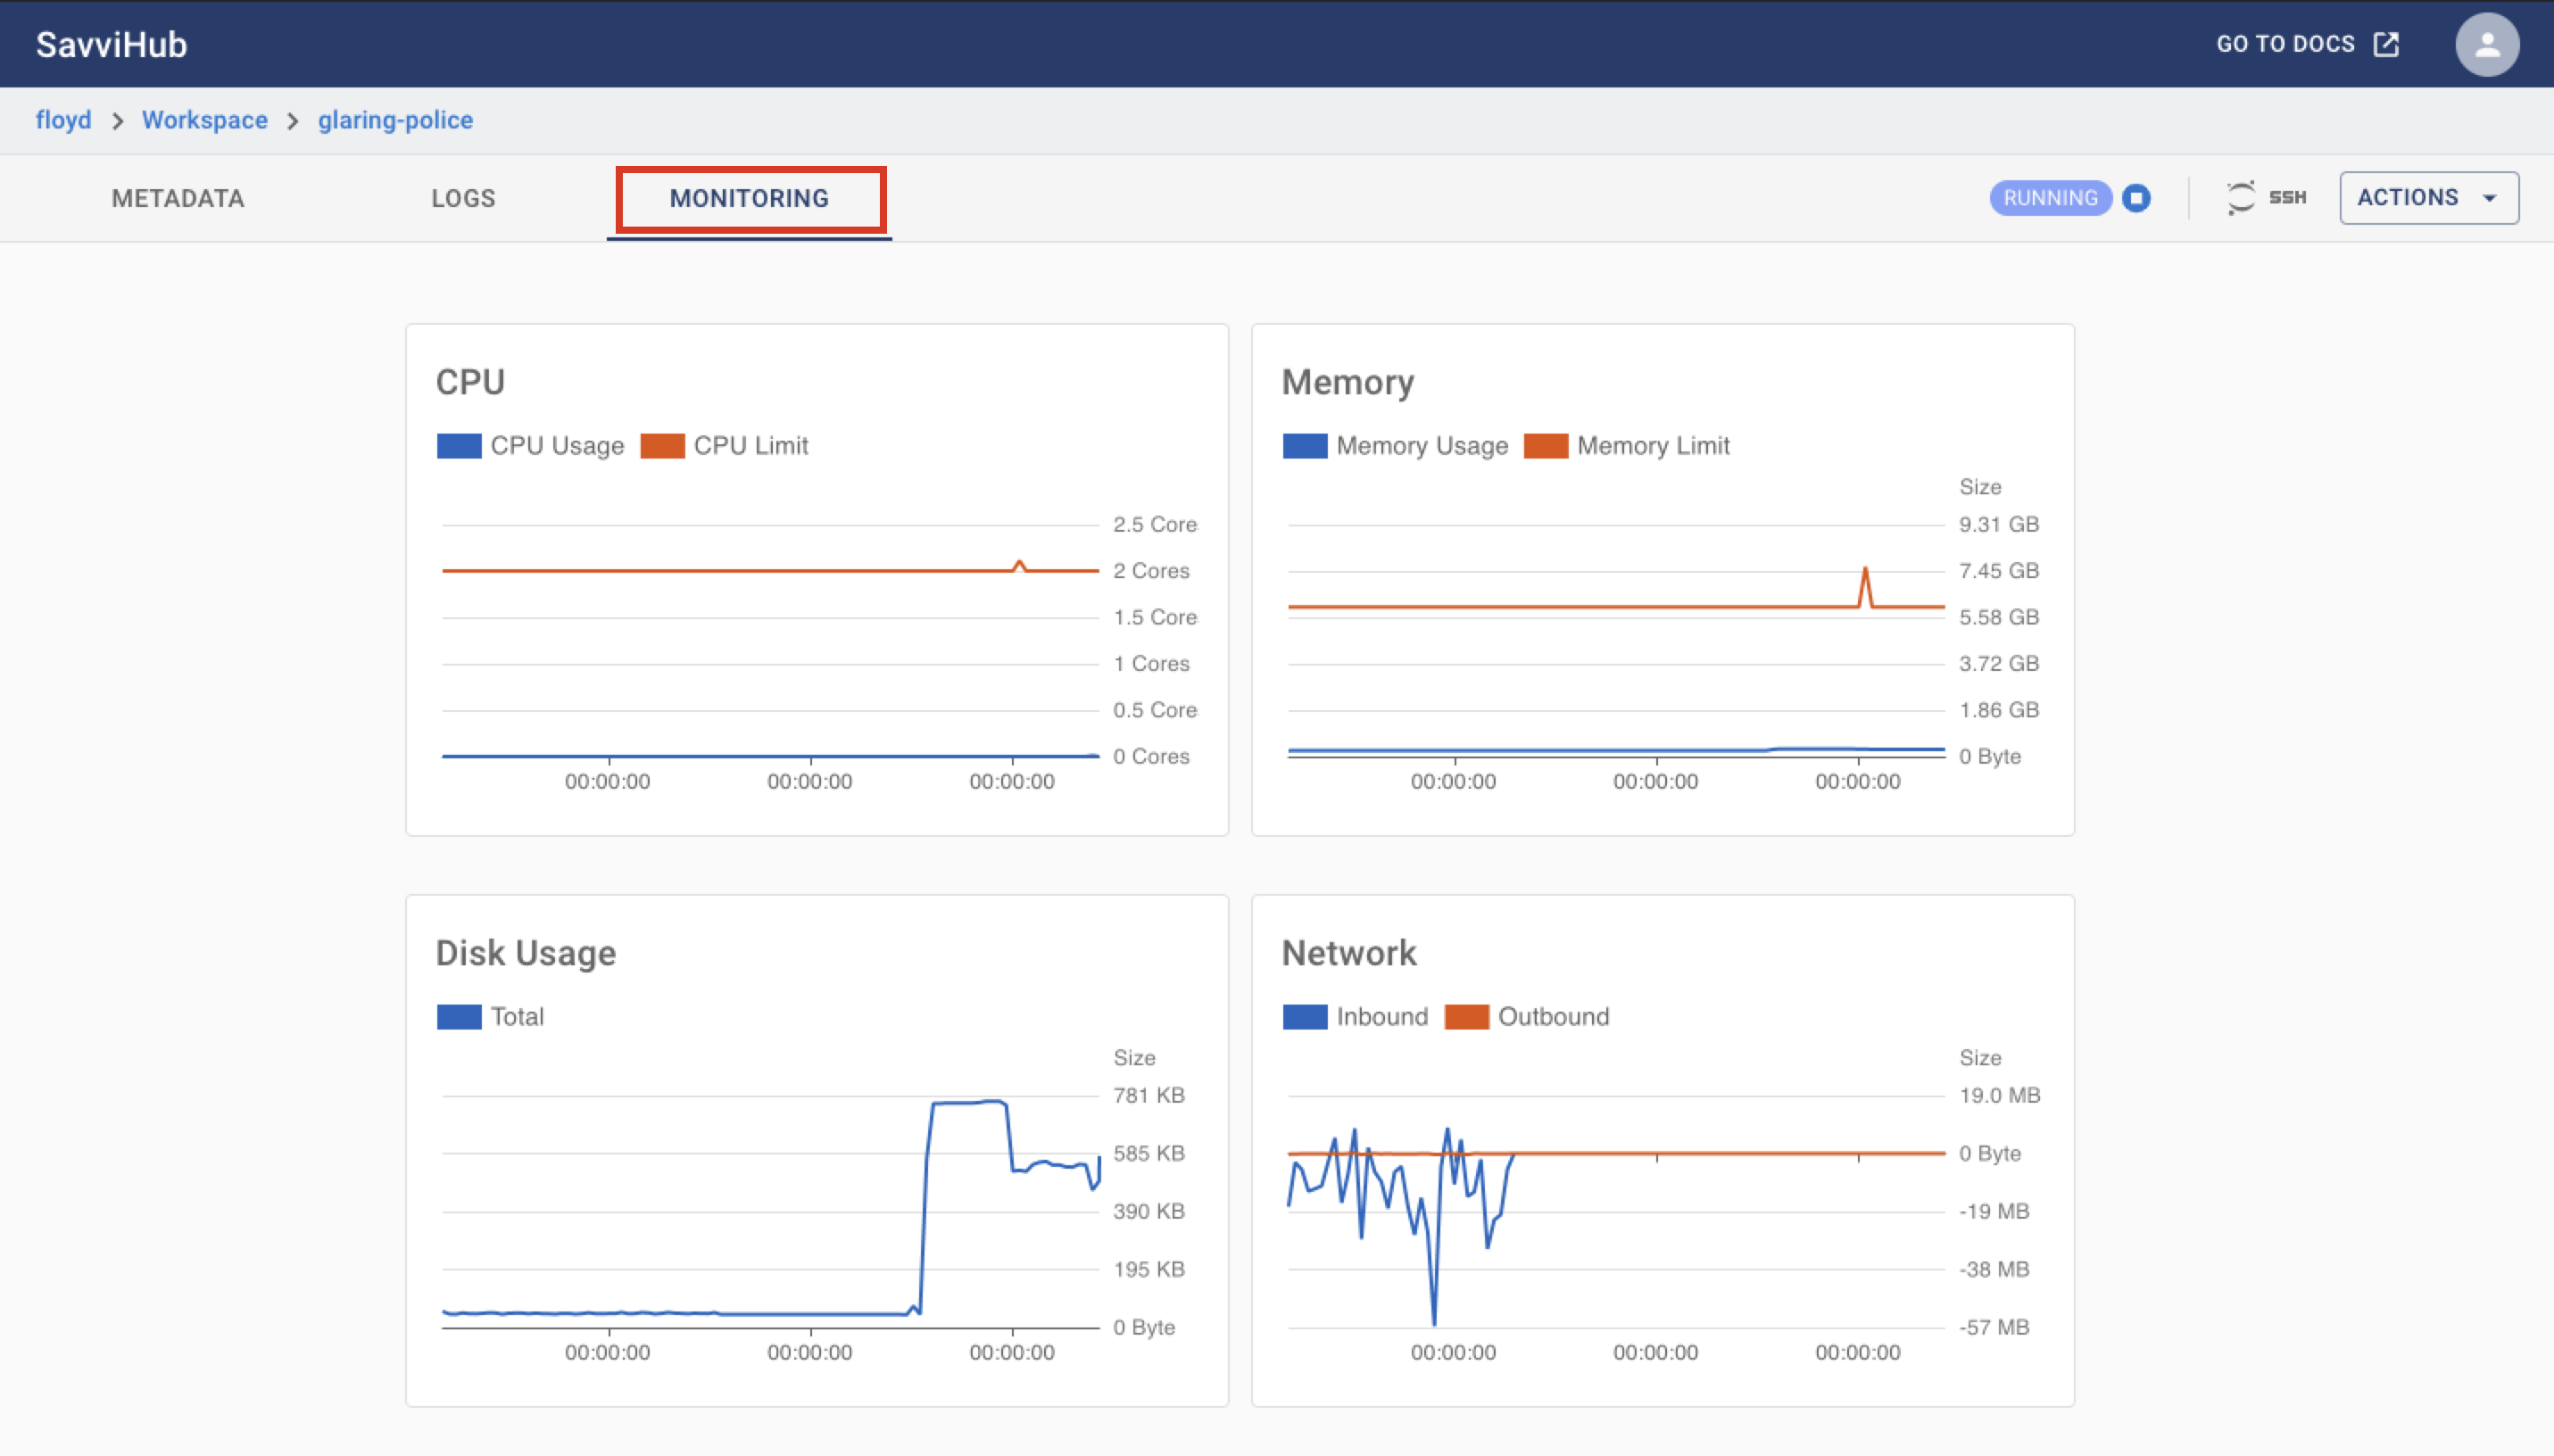 SavviHub
GO TO DOCS
floyd > Workspace > glaring-police
METADATA LOGS MONITORING
RUNNING
SSH
ACTIONS
CPU
CPU Usage CPU Limit
2.5 Core
2 Cores
1.5 Core
1 Cores
0.5 Core
0 Cores
00:00:00 00:00:00 00:00:00
Memory
Memory Usage Memory Limit
Size
9.31 GB
7.45 GB
5.58 GB
3.72 GB
1.86 GB
0 Byte
00:00:00 00:00:00 00:00:00
Disk Usage
Total
Size
781 KB
585 KB
390 KB
195 KB
0 Byte
00:00:00 00:00:00 00:00:00
Network
Inbound Outbound
Size
19.0 MB
0 Byte
-19 MB
-38 MB
-57 MB
00:00:00 00:00:00 00:00:00